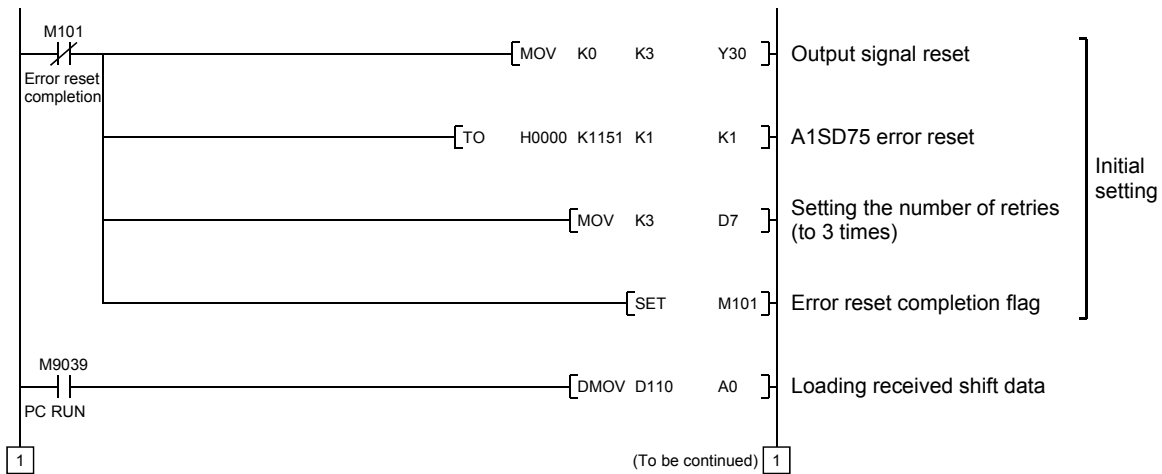 M101
Error reset
completion
MOV K0 K3 Y30
Output signal reset
TO H0000 K1151 K1 K1
A1SD75 error reset
MOV K3 D7
Setting the number of retries
(to 3 times)
SET M101
Error reset completion flag
Initial
setting
M9039
PC RUN
DMOV D110 A0
Loading received shift data
1
(To be continued) 1